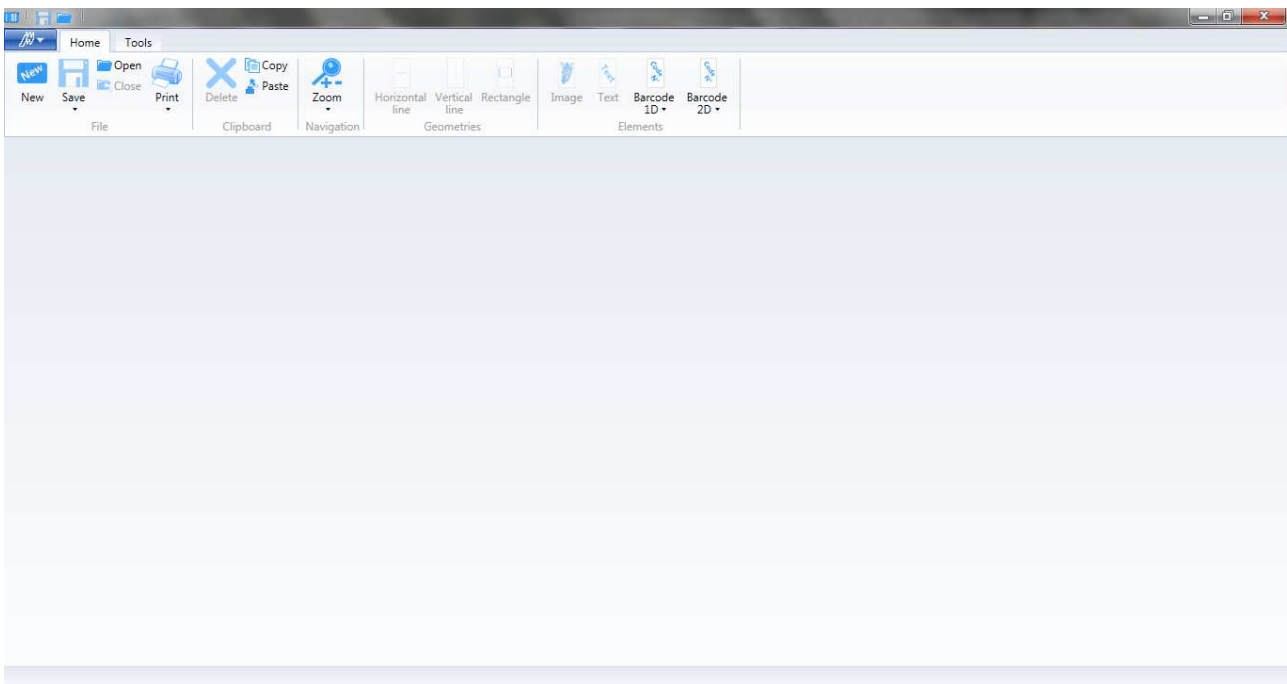 Home Tools
New
New Save Open Close Print
File
Delete Copy Paste
Clipboard
Zoom
Navigation
Horizontal line Vertical line Rectangle
Geometries
Image Text Barcode 1D Barcode 2D
Elements